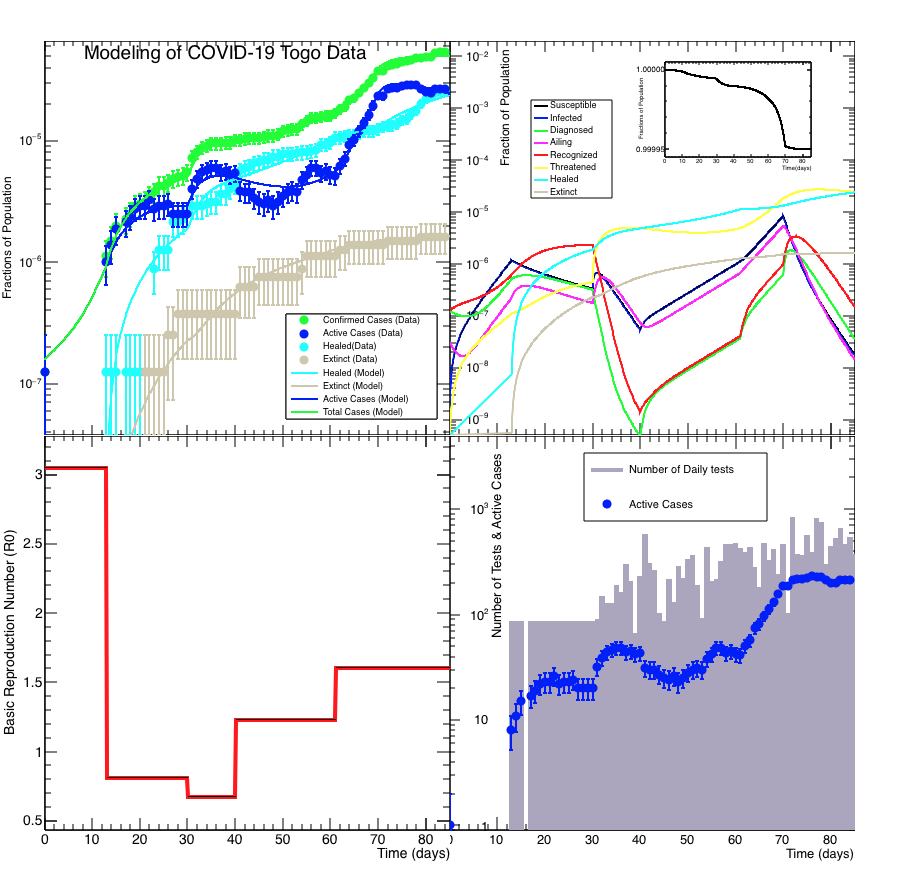 Modeling of COVID-19 Togo Data
Fractions of Population
10^-5
10^-6
10^-7
Confirmed Cases (Data)
Active Cases (Data)
Healed(Data)
Extinct (Data)
Healed (Model)
Extinct (Model)
Active Cases (Model)
Total Cases (Model)
Fraction of Population
10^-2
10^-3
10^-4
10^-5
10^-6
10^-7
10^-8
10^-9
Susceptible
Infected
Diagnosed
Ailing
Recognized
Threatened
Healed
Extinct
Fractions of Population
1.00000
0.99995
10 20 30 40 50 60 70 80
Time(days)
Basic Reproduction Number (R0)
3
2.5
2
1.5
1
0.5
0 10 20 30 40 50 60 70 80
Time (days)
Number of Tests & Active Cases
10^3
10^2
10
1
Number of Daily tests
Active Cases
10 20 30 40 50 60 70 80
Time (days)